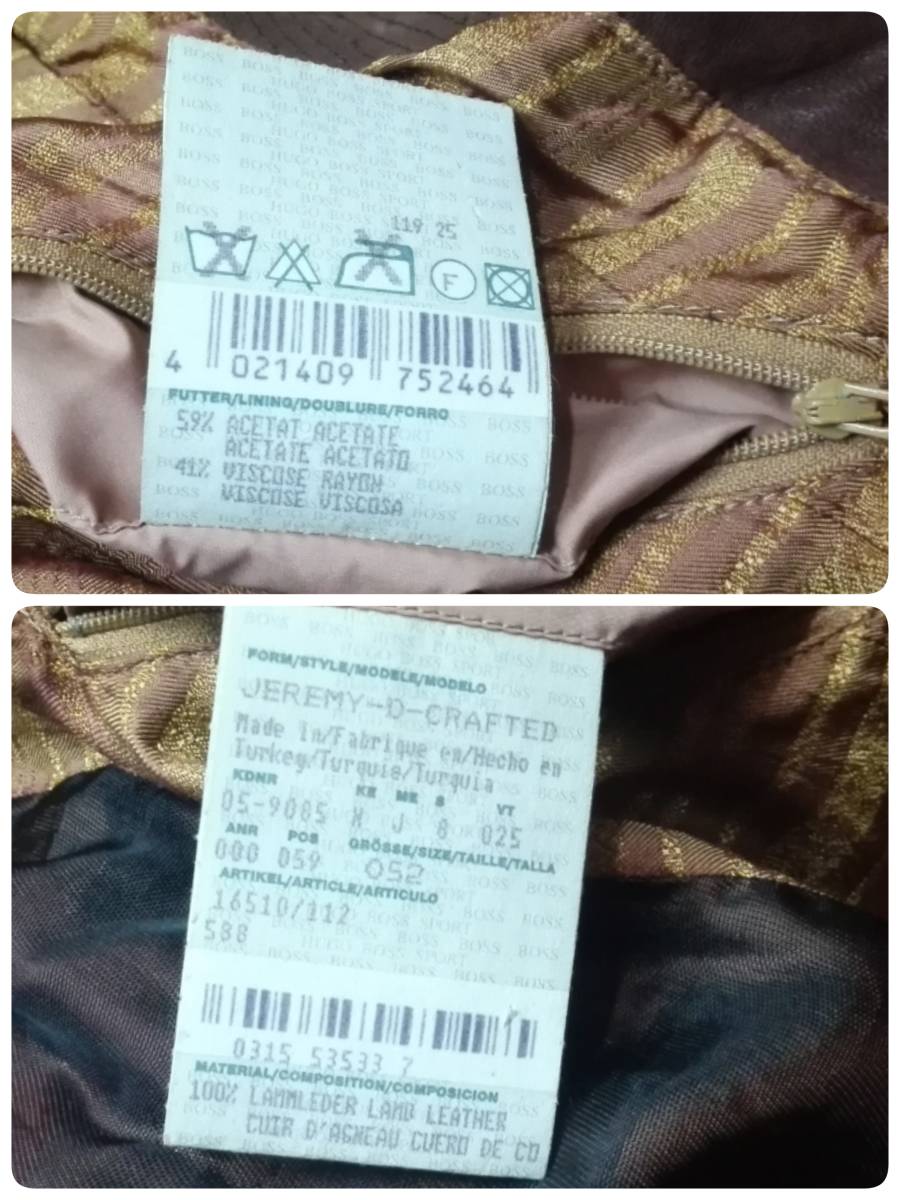 119 25
F
4 021409 752464
FUTTER/LINING/DOUBLURE/FORRO
59% ACETAT ACETATE
ACETATE ACETATO
41% VISCOSE RAYON
VISCOSE VISCOSA
FORM/STYLE/MODELE/MODELO
JEREMY-D-CRAFTED
Made in/Fabrique en/Hecho en
Turkey/Turquie/Turquia
KDNR KE ME S VT
05-9085 X J 8 025
ANR POS GRÖSSE/SIZE/TAILLE/TALLA
000 059 052
ARTIKEL/ARTICLE/ARTICULO
16510/112
588
0315 53533 7
MATERIAL/COMPOSITION/COMPOSICION
100% LAMMLEDER LAMB LEATHER
CUIR D'AGNEAU CUERO DE CO